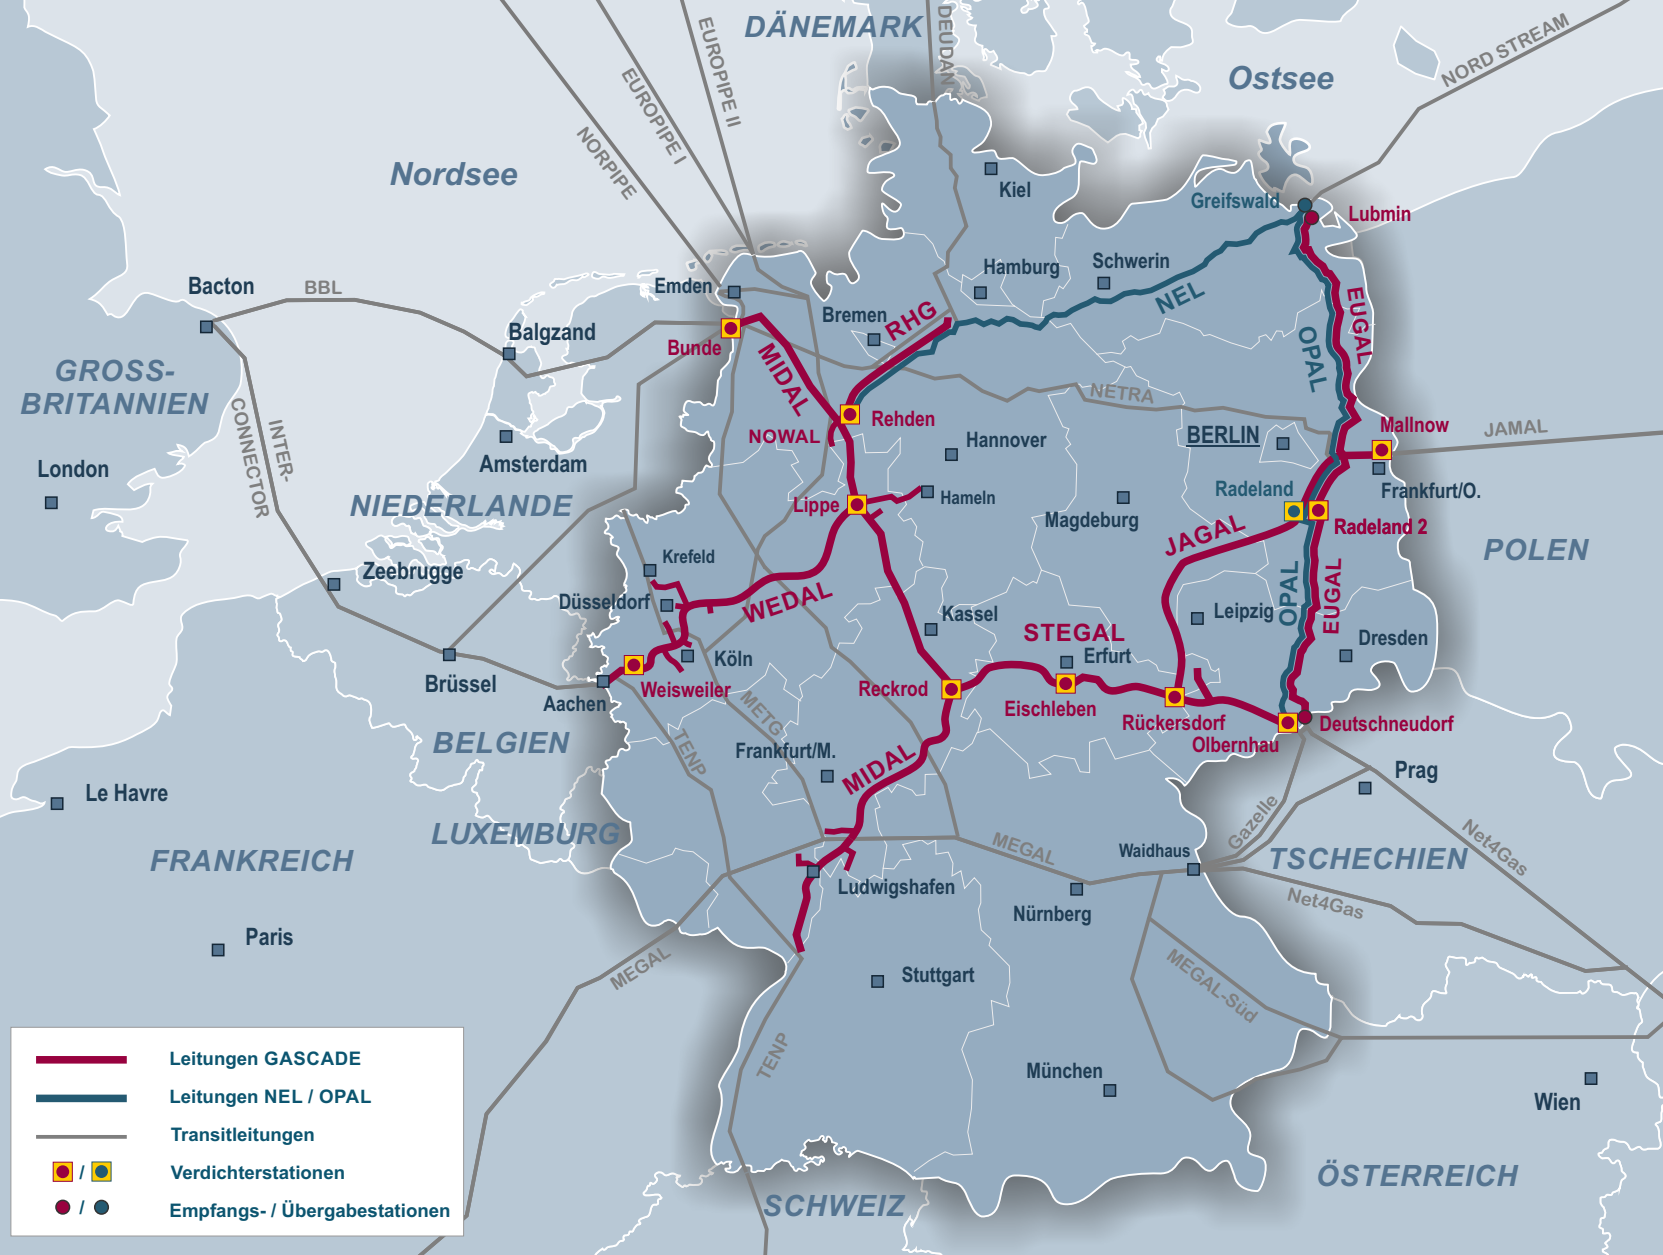 DÄNEMARK
DEUDAN
EUROPIPE II
EUROPIPE I
NORPIPE
NORD STREAM
Ostsee
Nordsee
Kiel
Greifswald
Lubmin
Hamburg
Schwerin
NEL
Emden
Bacton
BBL
Balgzand
Bremen
RHG
Bunde
MIDAL
EUGAL
OPAL
GROSS-
BRITANNIEN
INTER-
CONNECTOR
NETRA
Rehden
NOWAL
Hannover
BERLIN
Mallnow
JAMAL
London
Amsterdam
NIEDERLANDE
Lippe
Hameln
Magdeburg
Radeland
Frankfurt/O.
Radeland 2
JAGAL
POLEN
Zeebrugge
Krefeld
Düsseldorf
WEDAL
Kassel
STEGAL
Leipzig
OPAL
EUGAL
Dresden
Köln
Erfurt
Brüssel
Aachen
Weisweiler
Reckrod
Eischleben
Rückersdorf
Olbernhau
Deutschneudorf
METG
TENP
BELGIEN
Frankfurt/M.
MIDAL
Prag
Le Havre
LUXEMBURG
FRANKREICH
MEGAL
Waidhaus
Gazelle
TSCHECHIEN
Net4Gas
Net4Gas
Ludwigshafen
Nürnberg
Paris
MEGAL
Stuttgart
MEGAL-Süd
TENP
München
Wien
ÖSTERREICH
SCHWEIZ
Leitungen GASCADE
Leitungen NEL / OPAL
Transitleitungen
/ Verdichterstationen
/ Empfangs- / Übergabestationen